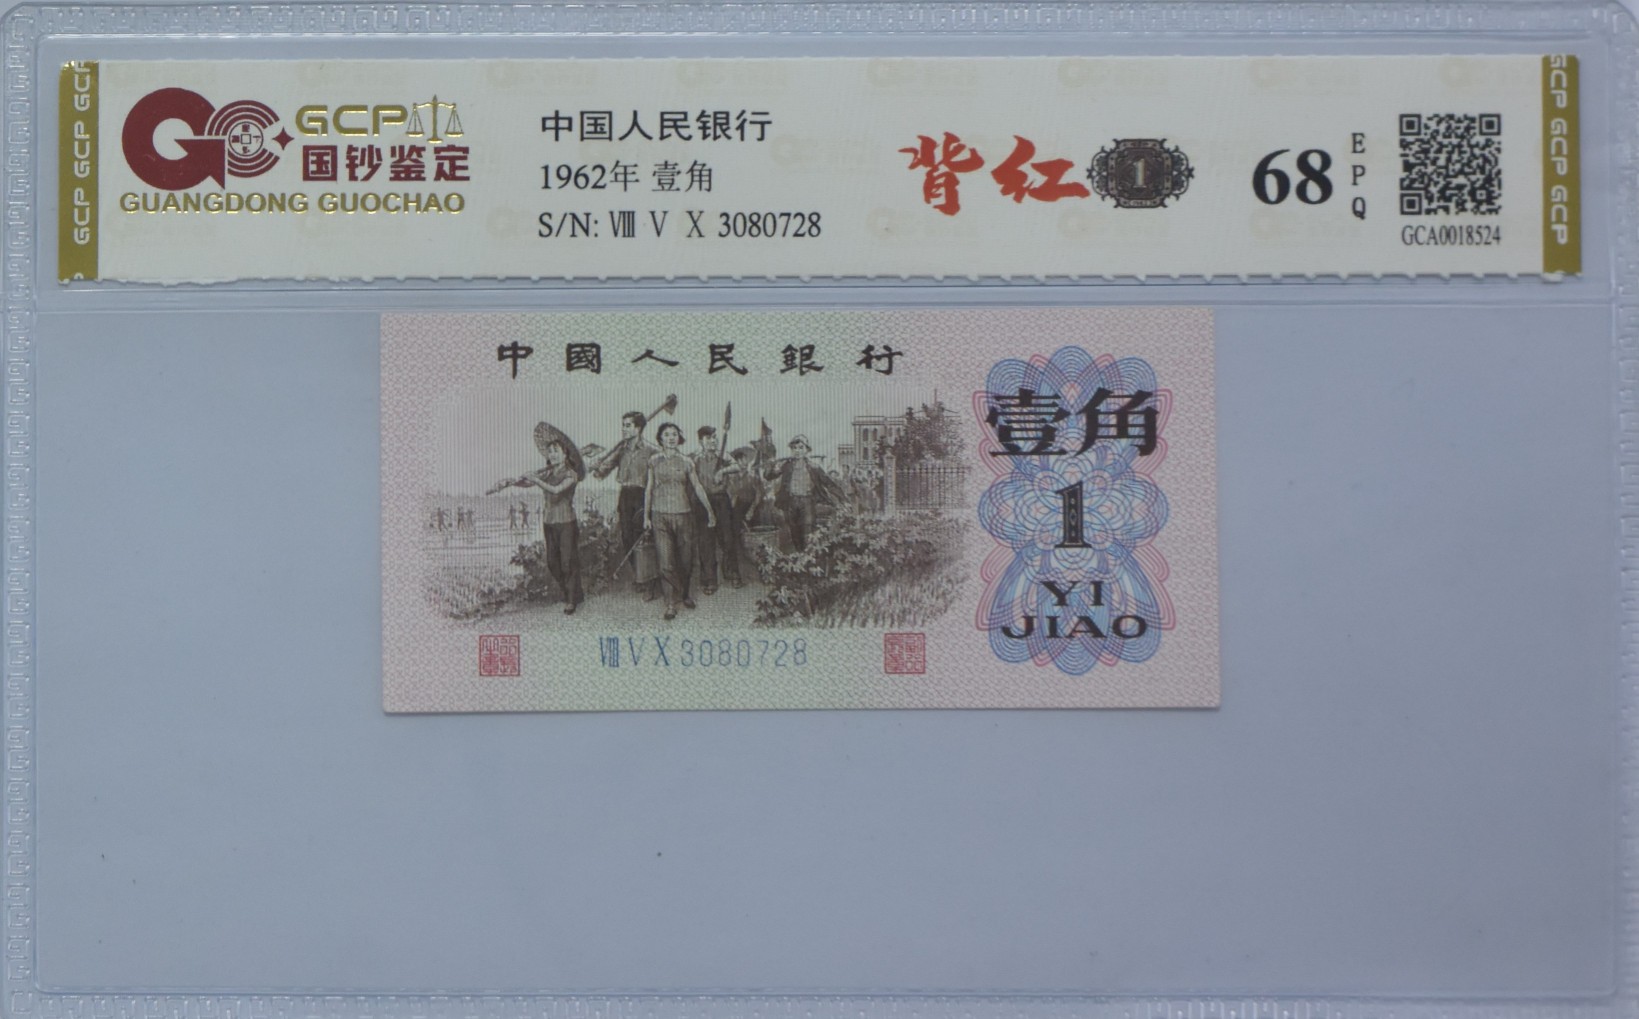 GCP
国钞鉴定
GUANGDONG GUOCHAO
中国人民银行
1962年 壹角
S/N: Ⅷ Ⅴ Ⅹ 3080728
背红
1
68
EPQ
GCA0018524
GCP GCP GCP
GCP GCP GCP
中國人民銀行
壹角
1
YI
JIAO
Ⅷ Ⅴ Ⅹ 3080728